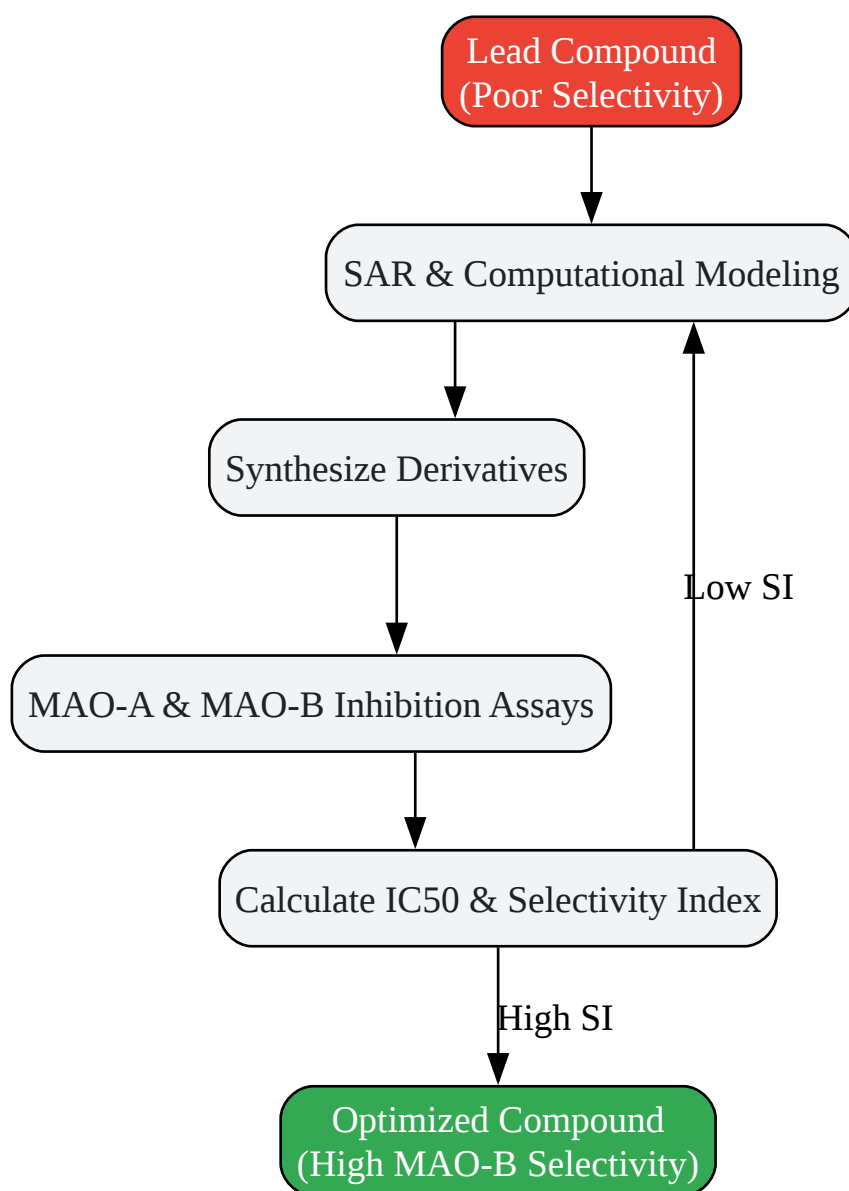 Lead Compound
(Poor Selectivity)
SAR & Computational Modeling
Synthesize Derivatives
Low SI
MAO-A & MAO-B Inhibition Assays
Calculate IC50 & Selectivity Index
High SI
Optimized Compound
(High MAO-B Selectivity)